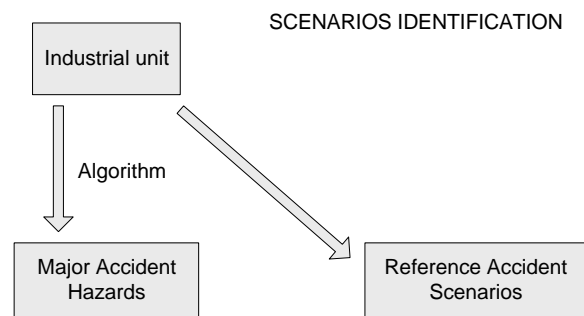 SCENARIOS IDENTIFICATION
Industrial unit
Algorithm
Major Accident
Hazards
Reference Accident
Scenarios